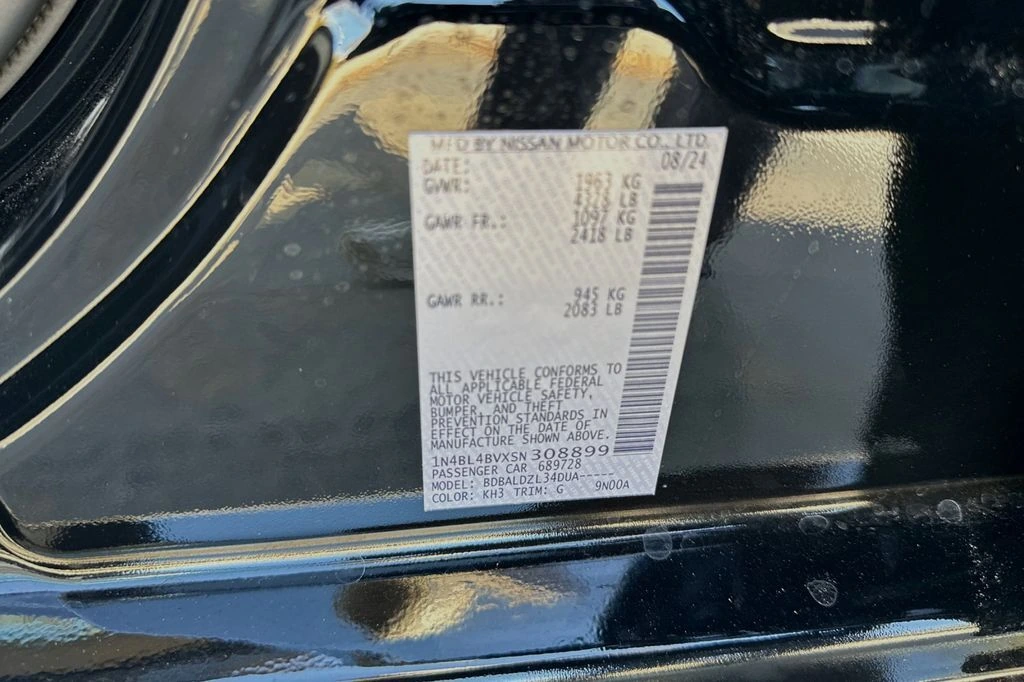 MFD BY NISSAN MOTOR CO., LTD.
DATE: 08/24
GVWR: 1963 KG
4328 LB
GAWR FR.: 1097 KG
2418 LB
GAWR RR.: 945 KG
2083 LB
THIS VEHICLE CONFORMS TO
ALL APPLICABLE FEDERAL
MOTOR VEHICLE SAFETY,
BUMPER, AND THEFT
PREVENTION STANDARDS IN
EFFECT ON THE DATE OF
MANUFACTURE SHOWN ABOVE.
1N4BL4BVXSN308899
PASSENGER CAR 689728
MODEL: BDBALDZL34DUA-----
COLOR: KH3 TRIM: G 9N00A